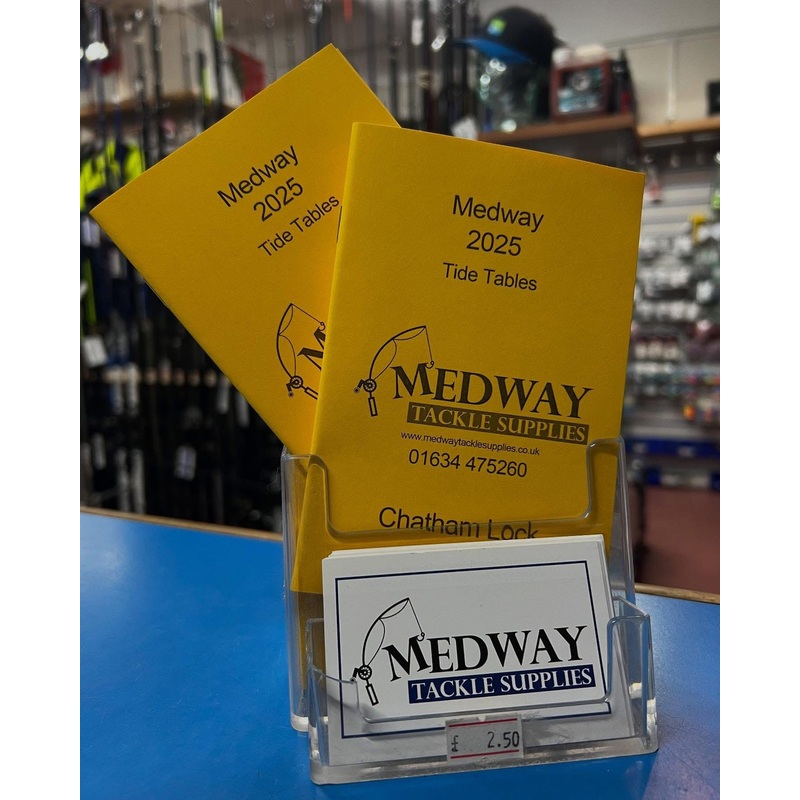 Medway
2025
Tide Tables
Medway
2025
Tide Tables
MEDWAY
TACKLE SUPPLIES
www.medwaytacklesupplies.co.uk
01634 475260
Chatham Lock
MEDWAY
TACKLE SUPPLIES
£ 2.50